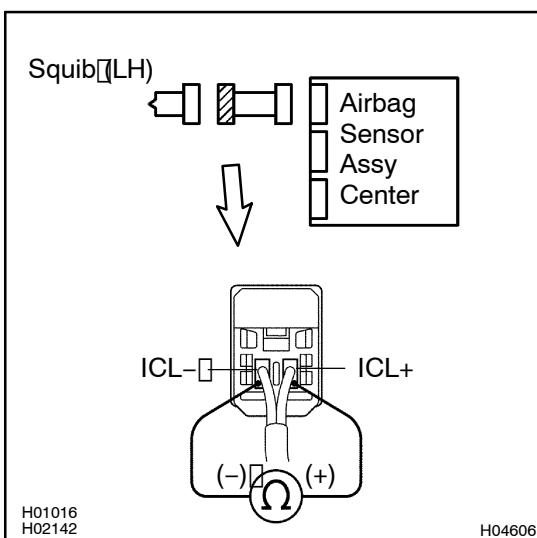 Squib (LH)
Airbag
Sensor
Assy
Center
ICL−
ICL+
(−)
(+)
Ω
H01016
H02142
H04606